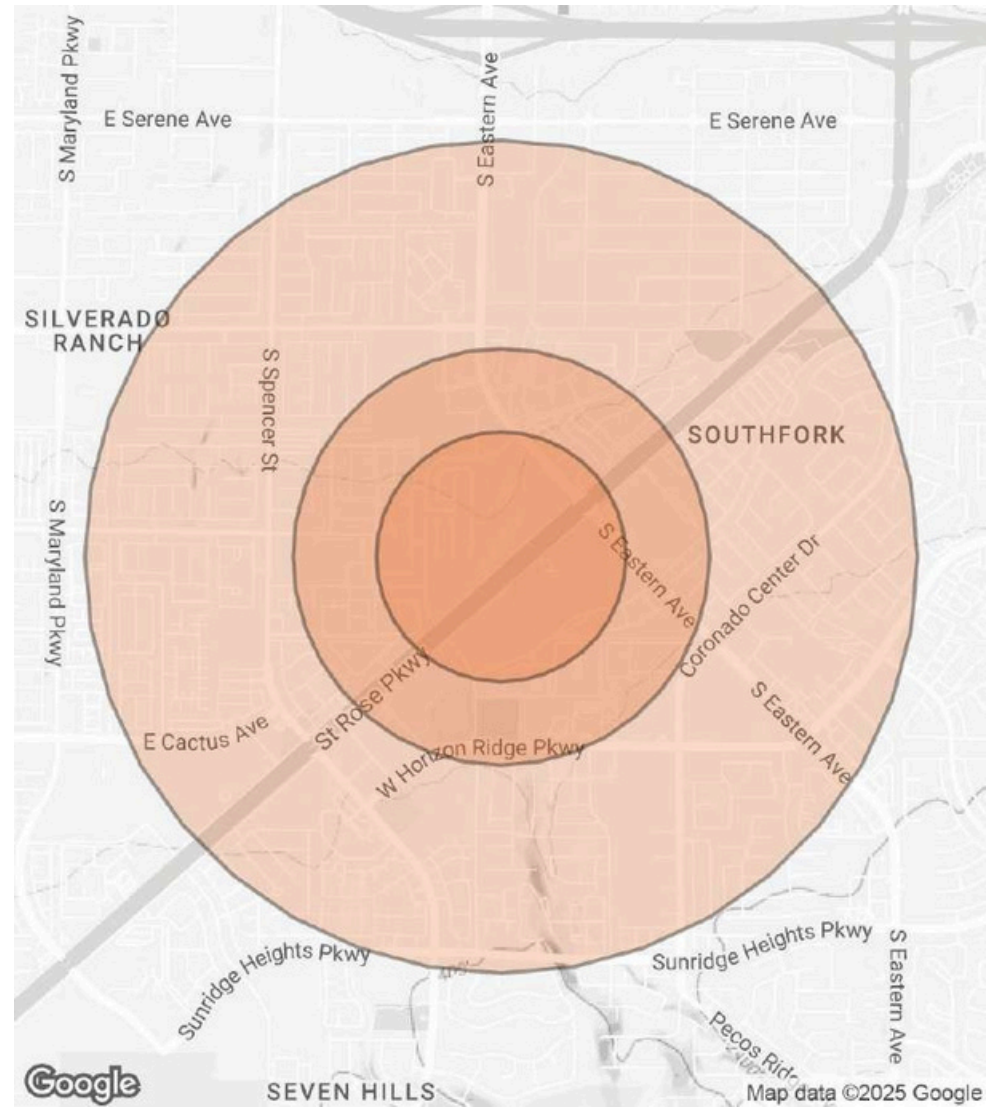 S Maryland Pkwy
E Serene Ave
S Eastern Ave
E Serene Ave
SILVERADO
RANCH
S Spencer St
SOUTHFORK
S Maryland Pkwy
S Eastern Ave
Coronado Center Dr
St Rose Pkwy
E Cactus Ave
W Horizon Ridge Pkwy
S Eastern Ave
Sunridge Heights Pkwy
Sunridge Heights Pkwy
S Eastern Ave
Pecos Ridge
Google
SEVEN HILLS
Map data ©2025 Google